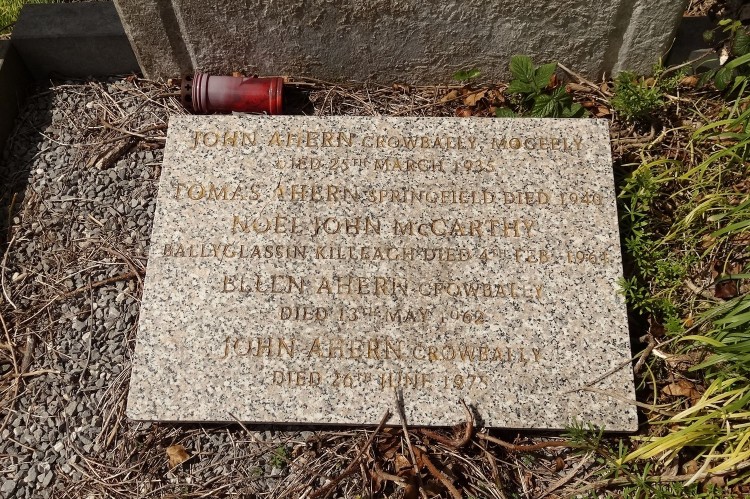 JOHN AHERN CROWBALLY, MOGEELY
DIED 25TH MARCH 1935
TOMAS AHERN SPRINGFIELD DIED 1940
NOEL JOHN MCCARTHY
BALLYGLASSIN KILLEAGH DIED 4TH FEB. 1964
ELLEN AHERN CROWBALLY
DIED 13TH MAY 1962
JOHN AHERN CROWBALLY
DIED 26TH JUNE 1975